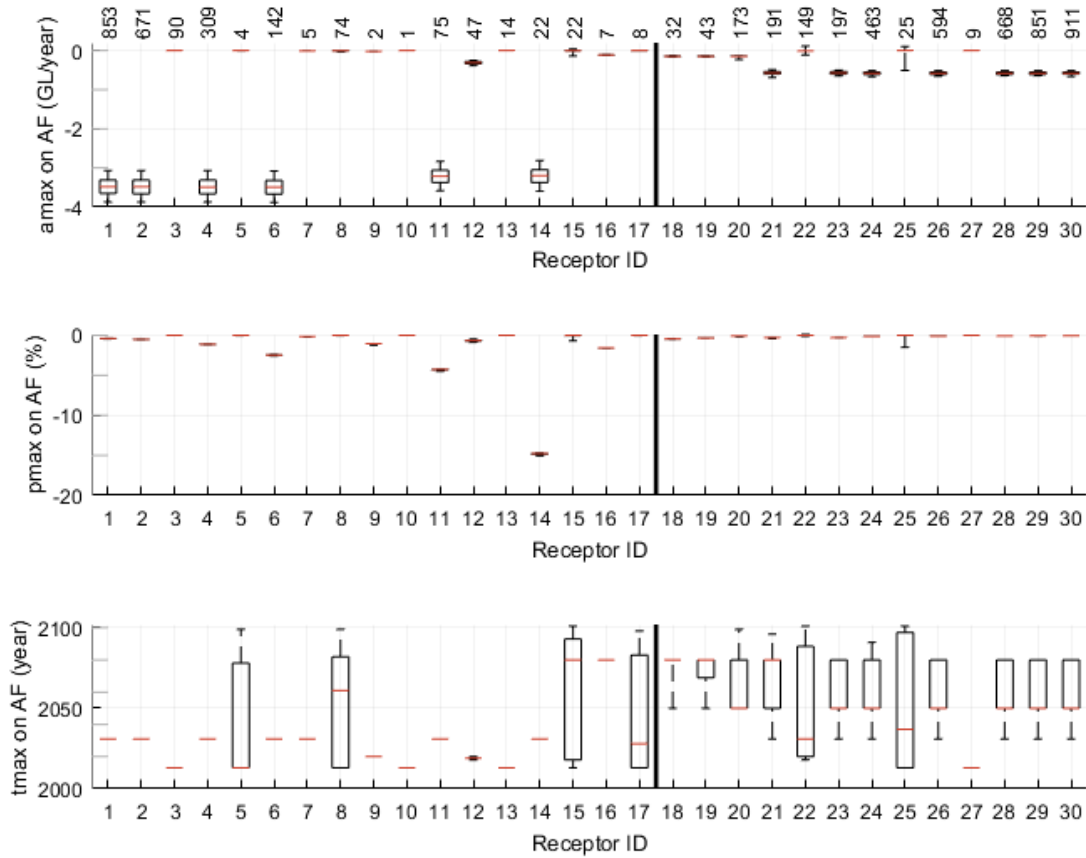 853 671 90 309 4 142 5 74 2 1 75 47 14 22 22 7 8 32 43 173 191 149 197 463 25 594 9 668 851 911
amax on AF (GL/year)
0
-2
-4
1 2 3 4 5 6 7 8 9 10 11 12 13 14 15 16 17 18 19 20 21 22 23 24 25 26 27 28 29 30
Receptor ID
pmax on AF (%)
0
-10
-20
1 2 3 4 5 6 7 8 9 10 11 12 13 14 15 16 17 18 19 20 21 22 23 24 25 26 27 28 29 30
Receptor ID
tmax on AF (year)
2100
2050
2000
1 2 3 4 5 6 7 8 9 10 11 12 13 14 15 16 17 18 19 20 21 22 23 24 25 26 27 28 29 30
Receptor ID